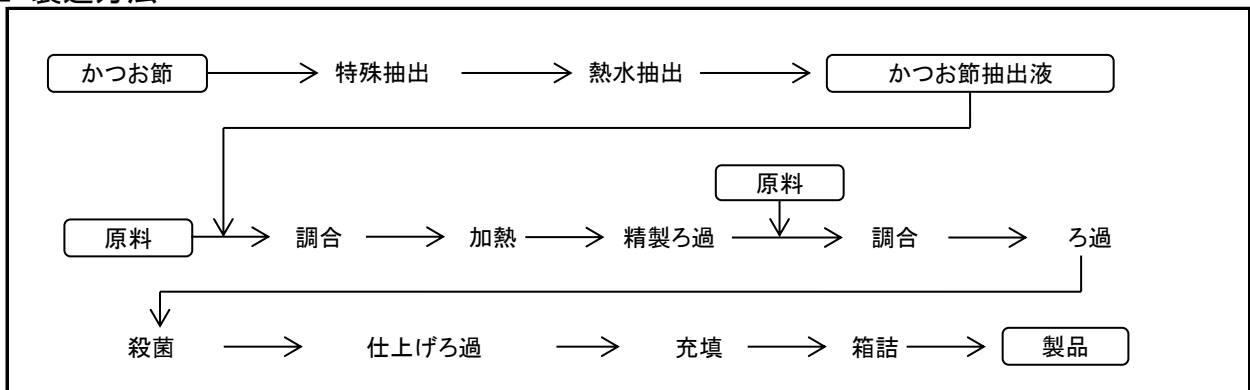 かつお節 特殊抽出 熱水抽出 かつお節抽出液
原料
原料 調合 加熱 精製ろ過 調合 ろ過
殺菌 仕上げろ過 充填 箱詰 製品